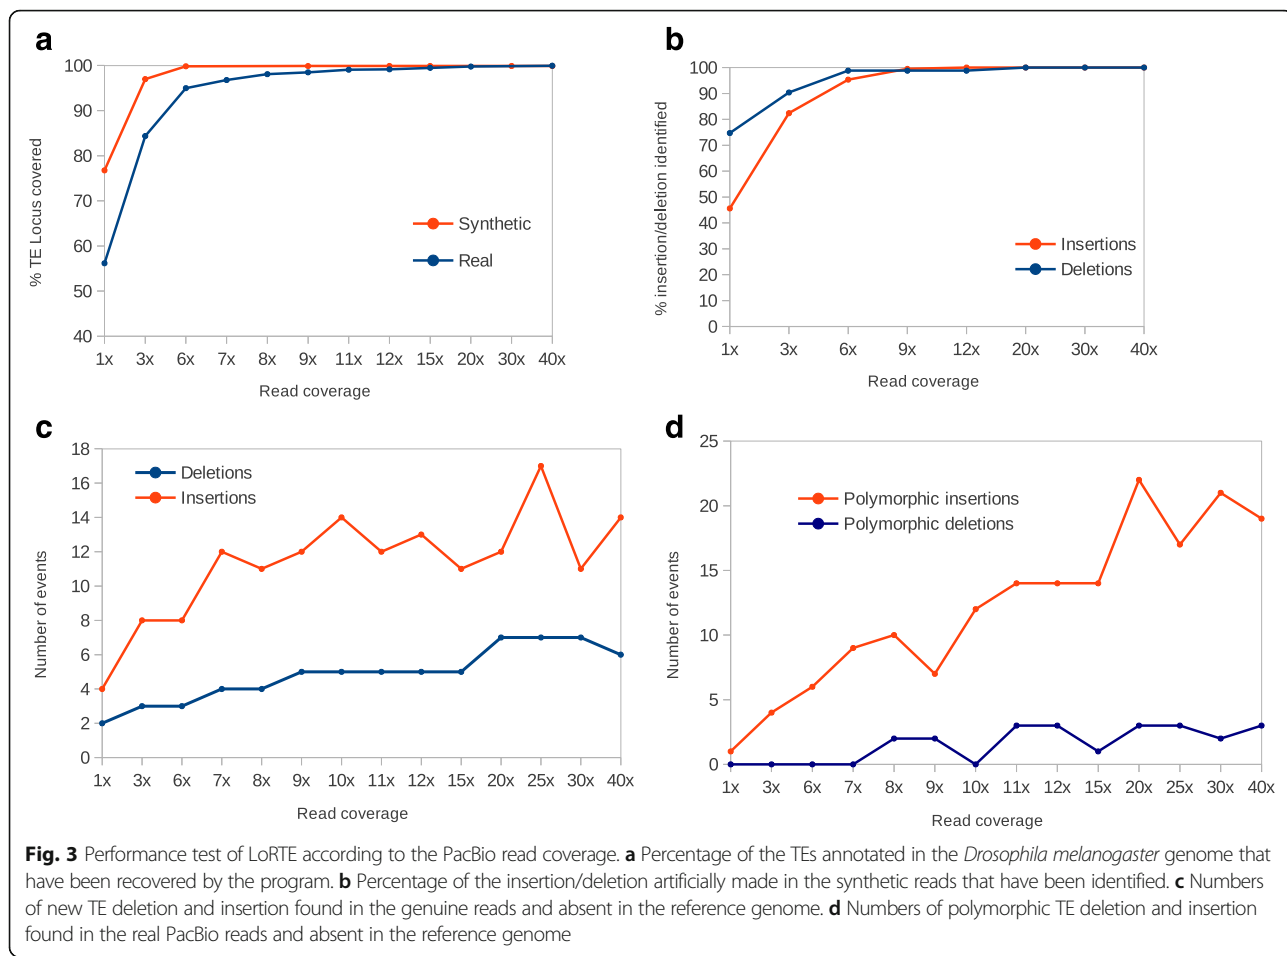 a
100
90
80
70
60
50
40
% TE Locus covered
Synthetic
Real
1x 3x 6x 7x 8x 9x 11x 12x 15x 20x 30x 40x
Read coverage
b
100
90
80
70
60
50
40
30
20
10
0
% insertion/deletion identified
Insertions
Deletions
1x 3x 6x 9x 12x 20x 30x 40x
Read coverage
c
18
16
14
12
10
8
6
4
2
0
Number of events
Deletions
Insertions
1x 3x 6x 7x 8x 9x 10x 11x 12x 15x 20x 25x 30x 40x
Read coverage
d
25
20
15
10
5
0
Number of events
Polymorphic insertions
Polymorphic deletions
1x 3x 6x 7x 8x 9x 10x 11x 12x 15x 20x 25x 30x 40x
Read coverage
Fig. 3 Performance test of LoRTE according to the PacBio read coverage. a Percentage of the TEs annotated in the Drosophila melanogaster genome that
have been recovered by the program. b Percentage of the insertion/deletion artificially made in the synthetic reads that have been identified. c Numbers
of new TE deletion and insertion found in the genuine reads and absent in the reference genome. d Numbers of polymorphic TE deletion and insertion
found in the real PacBio reads and absent in the reference genome